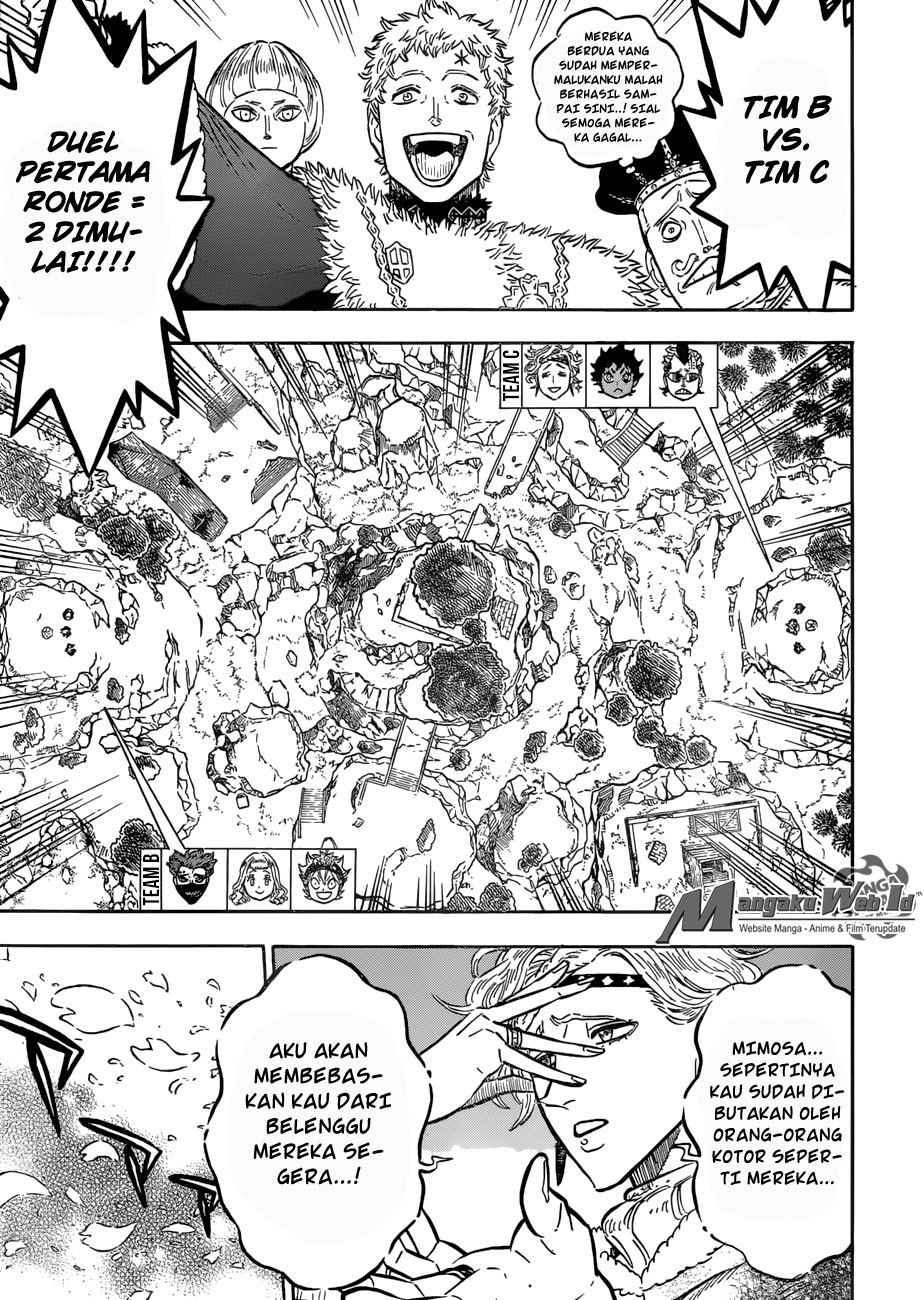 TIM B
VS.
TIM C
MEREKA
BERDUA YANG
SUDAH MEMPER-
MALUKANKU MALAH
BERHASIL SAM-
PAI SINI..! SIAL
SEMOGA MERE-
KA GAGAL...
DUEL
PERTAMA
RONDE =
2 DIMU-
LAI!!!!
TEAM C
TEAM B
Mangaku Web Id
Website Manga - Anime & Film Terupdate
MIMOSA...
SEPERTINYA
KAU SUDAH DI-
BUTAKAN OLEH
ORANG-ORANG
KOTOR SEPER-
TI MEREKA...
AKU AKAN
MEMBEBAS-
KAN KAU DARI
BELENGGU
MEREKA SE-
GERA...!